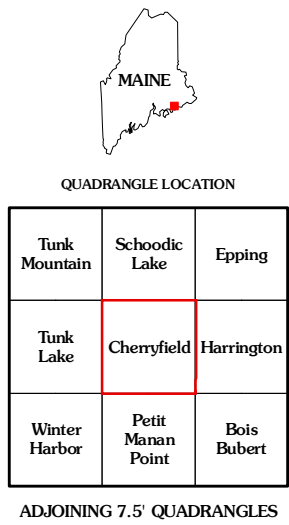 MAINE
QUADRANGLE LOCATION
Tunk
Mountain
Schoodic
Lake
Epping
Tunk
Lake
Cherryfield
Harrington
Winter
Harbor
Petit
Manan
Point
Bois
Bubert
ADJOINING 7.5' QUADRANGLES